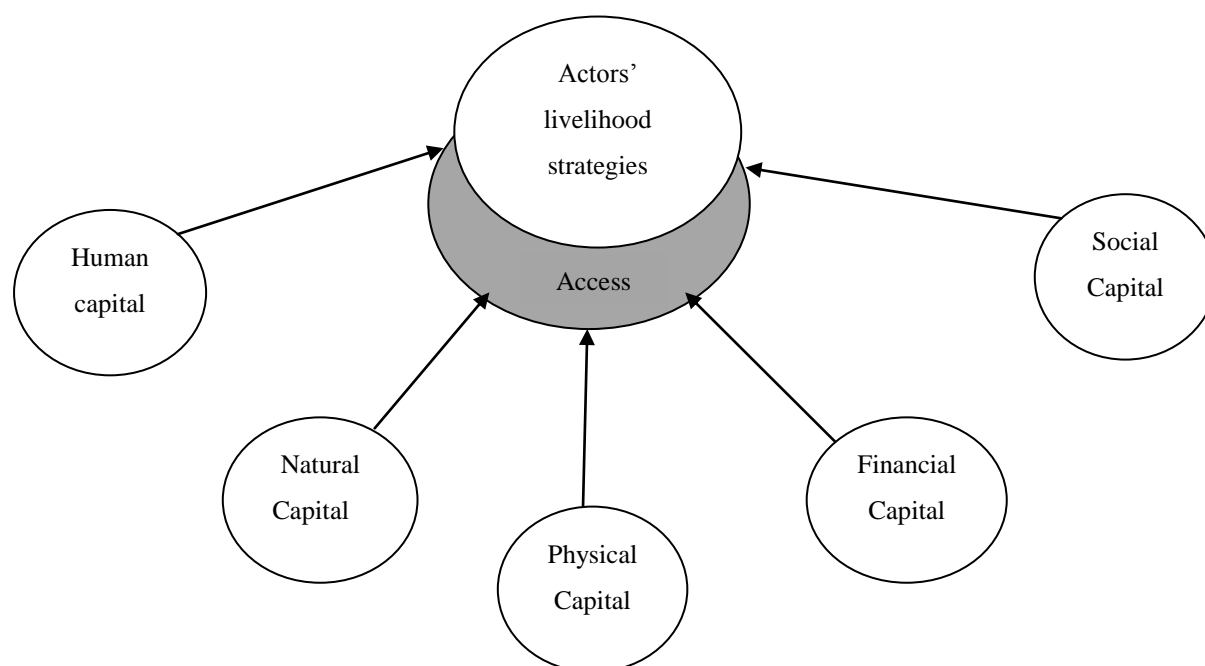 Actors’
livelihood
strategies
Access
Human
capital
Social
Capital
Natural
Capital
Financial
Capital
Physical
Capital